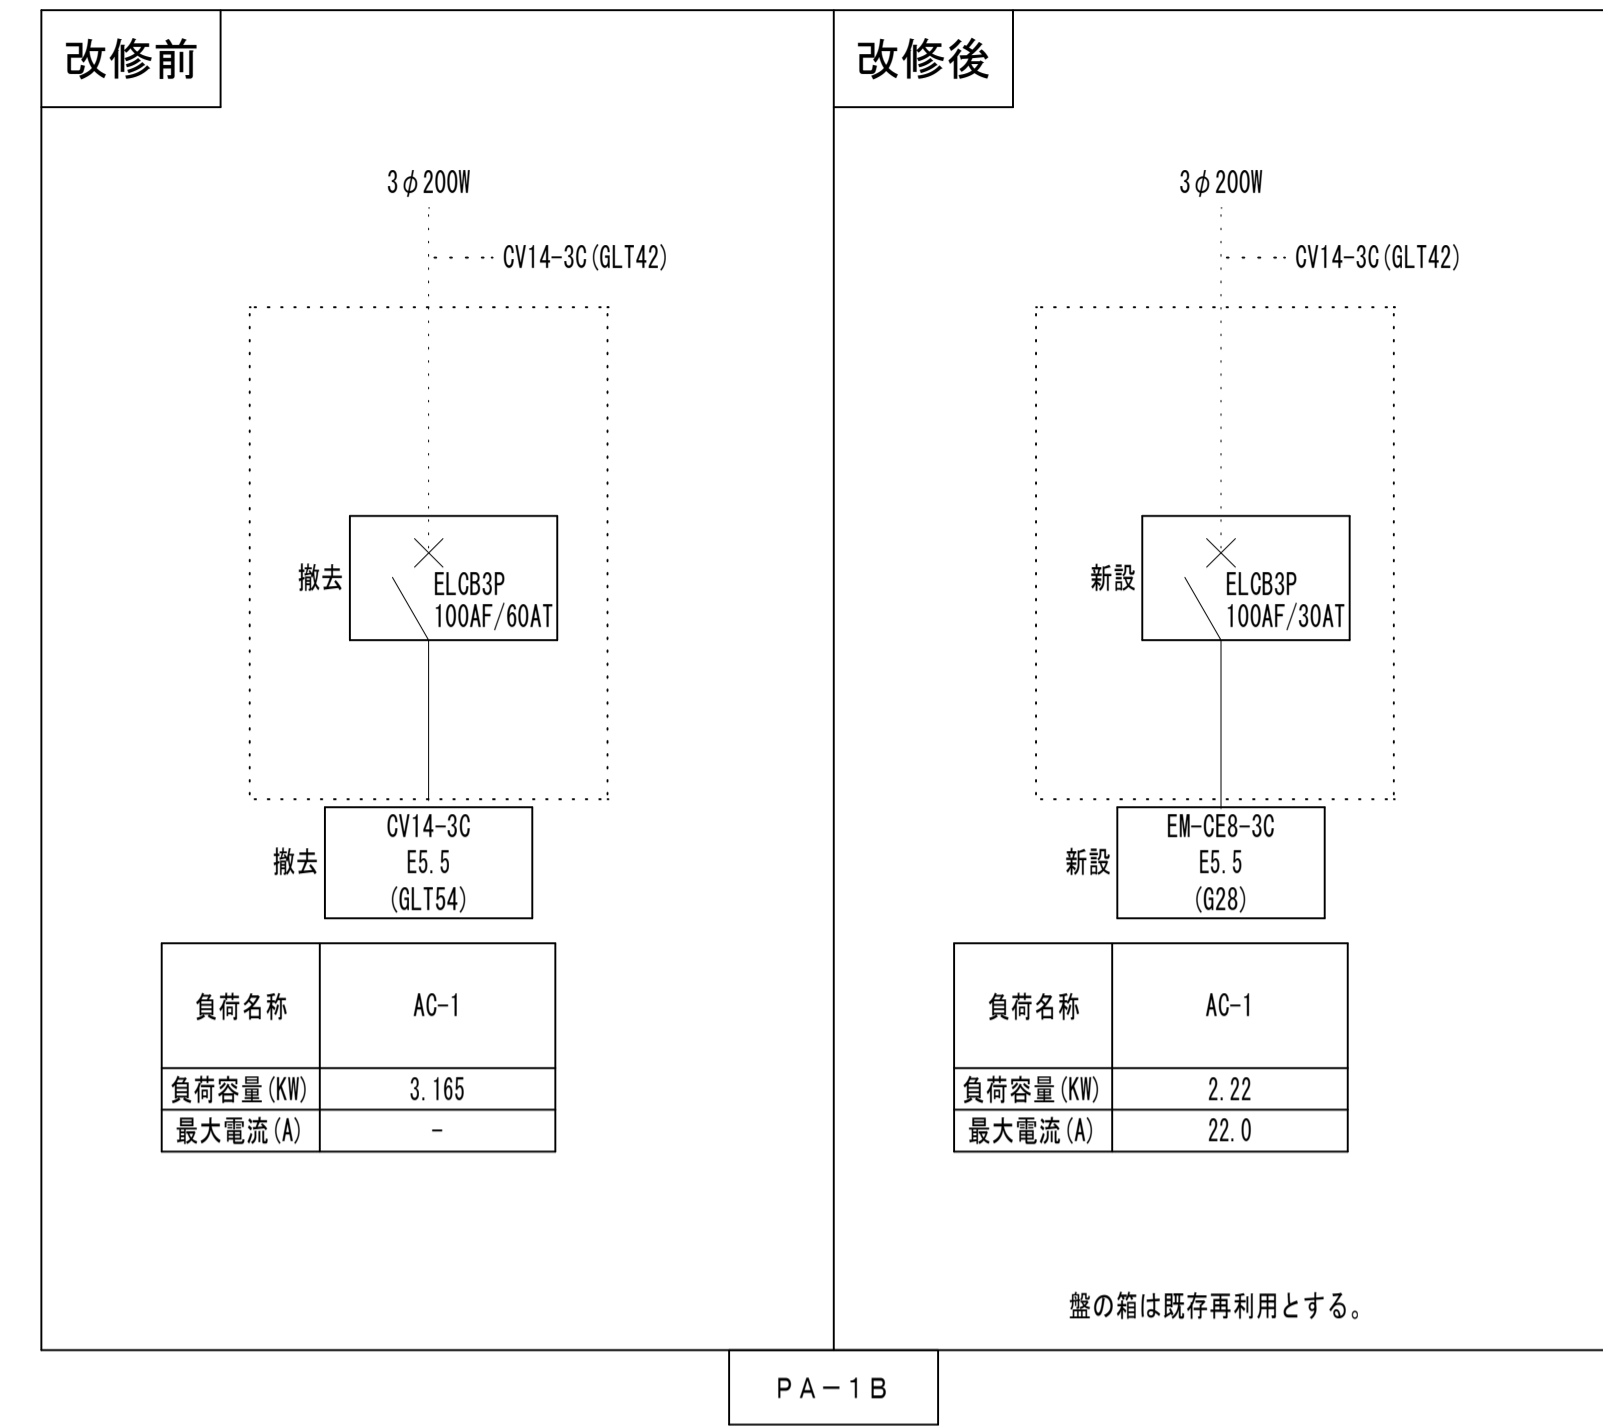 改修前
3φ200W
CV14-3C(GLT42)
撤去
ELCB3P
100AF/60AT
撤去
CV14-3C
E5.5
(GLT54)
負荷名称 AC-1
負荷容量(KW) 3.165
最大電流(A) -
改修後
3φ200W
CV14-3C(GLT42)
新設
ELCB3P
100AF/30AT
新設
EM-CE8-3C
E5.5
(G28)
負荷名称 AC-1
負荷容量(KW) 2.22
最大電流(A) 22.0
盤の箱は既存再利用とする。
PA-1B